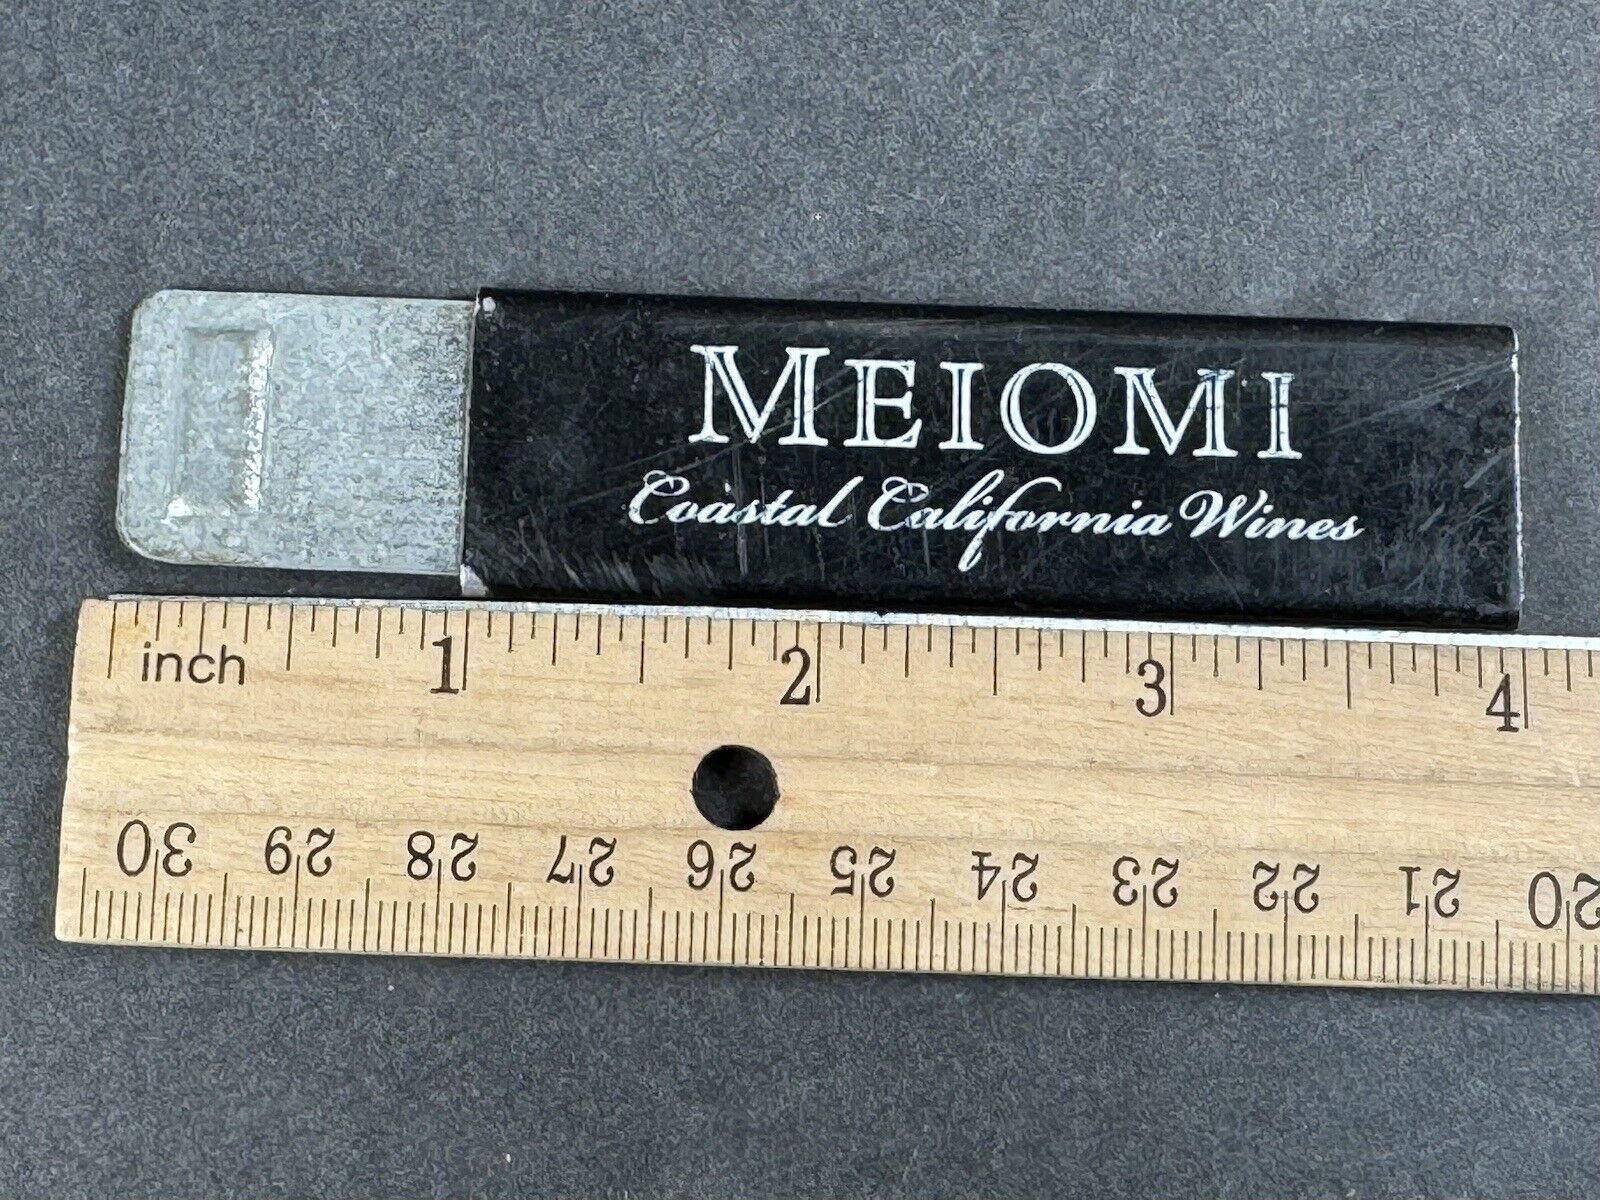 MEIOMI
Coastal California Wines
inch 1 2 3 4
30 29 28 27 26 25 24 23 22 21 20